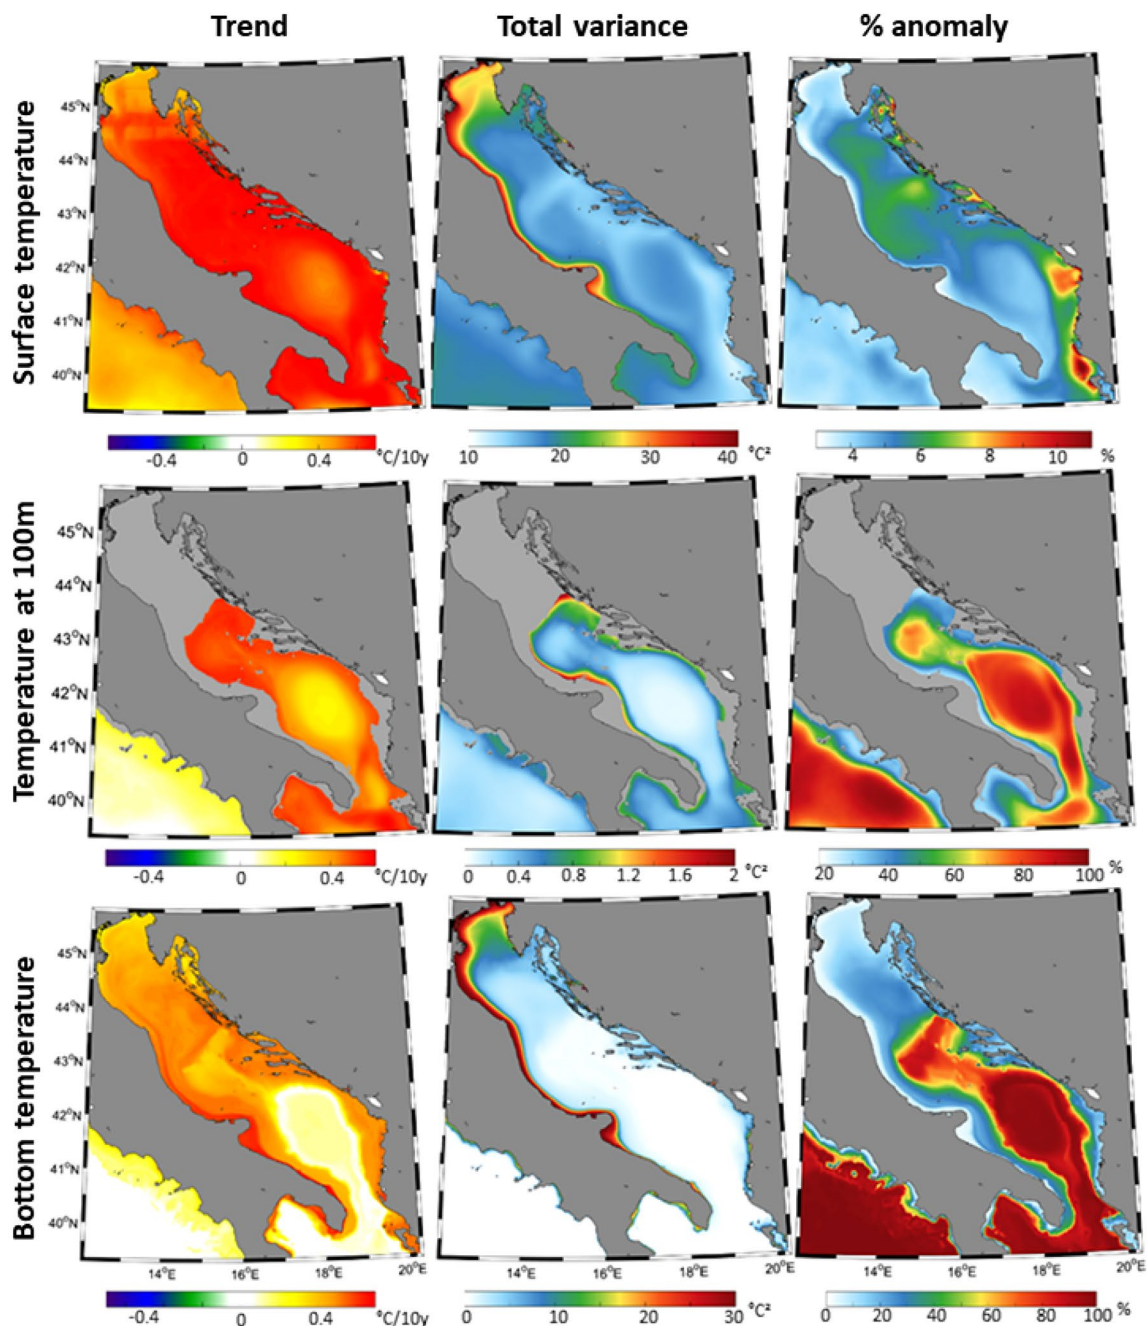 Trend Total variance % anomaly
Surface temperature
45°N
44°N
43°N
42°N
41°N
40°N
-0.4 0 0.4 °C/10y
10 20 30 40 °C²
4 6 8 10 %
Temperature at 100m
45°N
44°N
43°N
42°N
41°N
40°N
-0.4 0 0.4 °C/10y
0 0.4 0.8 1.2 1.6 2 °C²
20 40 60 80 100 %
Bottom temperature
45°N
44°N
43°N
42°N
41°N
40°N
14°E 16°E 18°E 20°E
14°E 16°E 18°E 20°E
14°E 16°E 18°E 20°E
-0.4 0 0.4 °C/10y
0 10 20 30 °C²
0 20 40 60 80 100 %